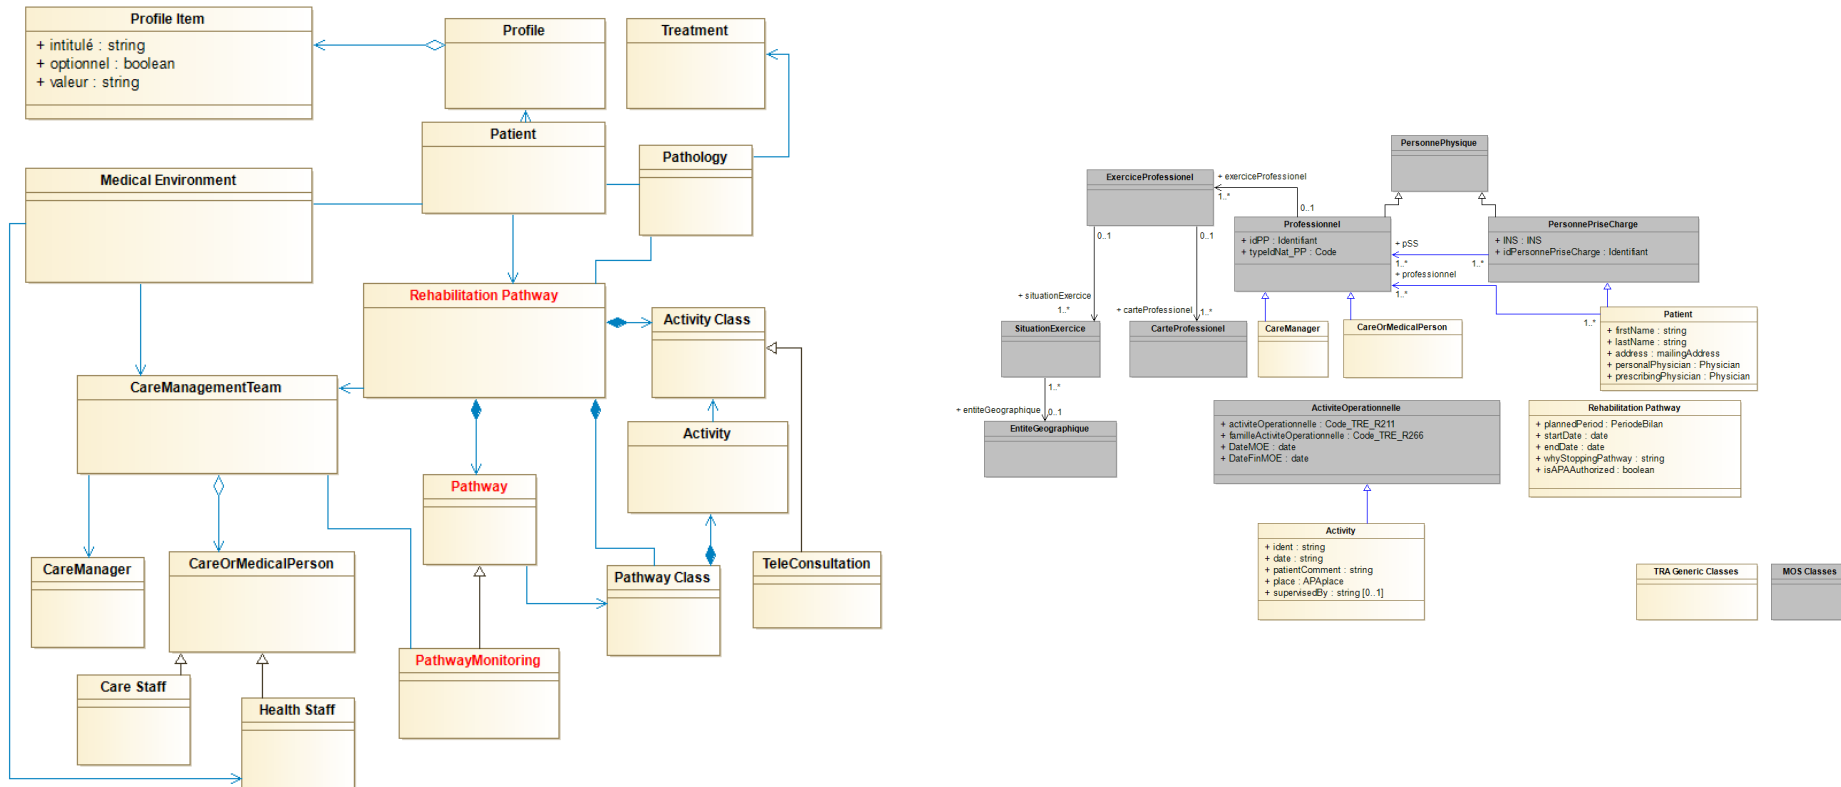 Profile Item
+ intitulé : string
+ optionnel : boolean
+ valeur : string
Profile
Treatment
Patient
Pathology
Medical Environment
Rehabilitation Pathway
Activity Class
CareManagementTeam
Activity
Pathway
CareManager
CareOrMedicalPerson
Pathway Class
TeleConsultation
PathwayMonitoring
Care Staff
Health Staff
PersonnePhysique
ExerciceProfessionel
+ exerciceProfessionel
1..*
0..1
Professionnel
+ idPP : Identifiant
+ typeIdNat_PP : Code
PersonnePriseCharge
+ INS : INS
+ idPersonnePriseCharge : Identifiant
0..1
0..1
+ pSS
1..*
1..*
+ professionnel
1..*
+ situationExercice
1..*
+ carteProfessionel
1..*
SituationExercice
CarteProfessionel
CareManager
CareOrMedicalPerson
1..*
Patient
+ firstName : string
+ lastName : string
+ address : mailingAddress
+ personalPhysician : Physician
+ prescribingPhysician : Physician
1..*
+ entiteGeographique
0..1
EntiteGeographique
ActiviteOperationnelle
+ activiteOperationnelle : Code_TRE_R211
+ familleActiviteOperationnelle : Code_TRE_R266
+ DateMOE : date
+ DateFinMOE : date
Rehabilitation Pathway
+ plannedPeriod : PeriodeBilan
+ startDate : date
+ endDate : date
+ whyStoppingPathway : string
+ isAPAAuthorized : boolean
Activity
+ ident : string
+ date : string
+ patientComment : string
+ place : APAplace
+ supervisedBy : string [0..1]
TRA Generic Classes
MOS Classes